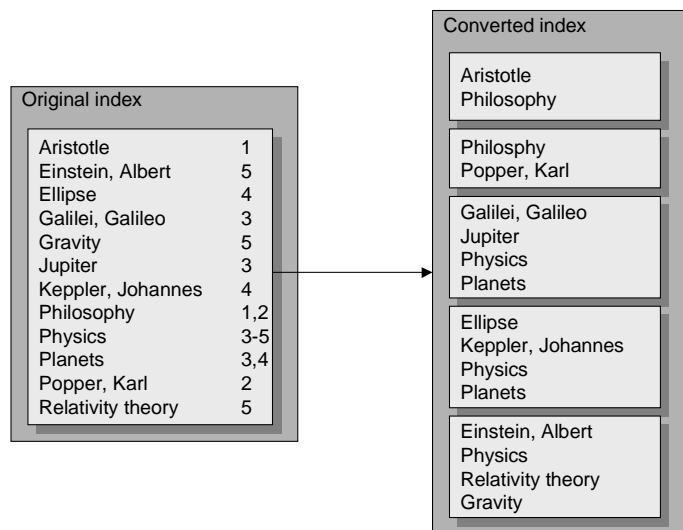 Original index
Aristotle 1
Einstein, Albert 5
Ellipse 4
Galilei, Galileo 3
Gravity 5
Jupiter 3
Keppler, Johannes 4
Philosophy 1,2
Physics 3-5
Planets 3,4
Popper, Karl 2
Relativity theory 5
Converted index
Aristotle
Philosophy
Philosphy
Popper, Karl
Galilei, Galileo
Jupiter
Physics
Planets
Ellipse
Keppler, Johannes
Physics
Planets
Einstein, Albert
Physics
Relativity theory
Gravity